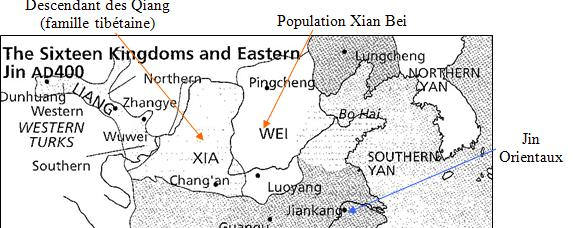 Descendant des Qiang
(famille tibétaine)
Population Xian Bei
The Sixteen Kingdoms and Eastern
Jin AD400
Lungcheng
Northern
NORTHERN
YAN
Dunhuang
LIANG
Pingcheng
Zhangye
Western
Bo Hai
WESTERN
TURKS
Wuwei
WEI
Jin
Orientaux
XIA
SOUTHERN
YAN
Southern
Chang'an
Luoyang
Jiankang